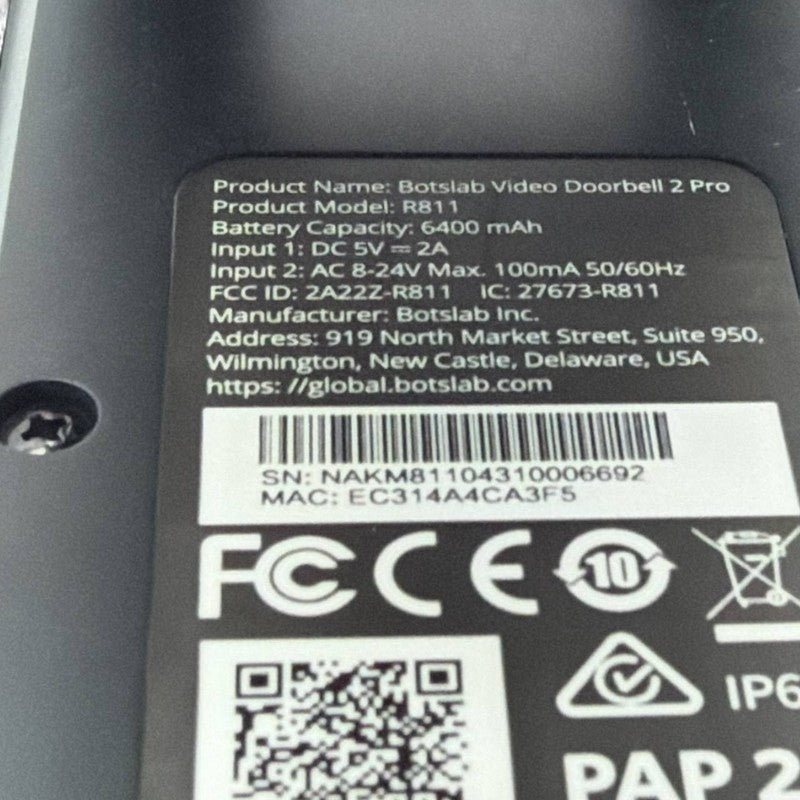 Product Name: Botslab Video Doorbell 2 Pro
Product Model: R811
Battery Capacity: 6400 mAh
Input 1: DC 5V ⎓ 2A
Input 2: AC 8-24V Max. 100mA 50/60Hz
FCC ID: 2A22Z-R811 IC: 27673-R811
Manufacturer: Botslab Inc.
Address: 919 North Market Street, Suite 950,
Wilmington, New Castle, Delaware, USA
https: //global.botslab.com
SN: NAKM81104310006692
MAC: EC314A4CA3F5
FC CE 10
IP6
PAP 2